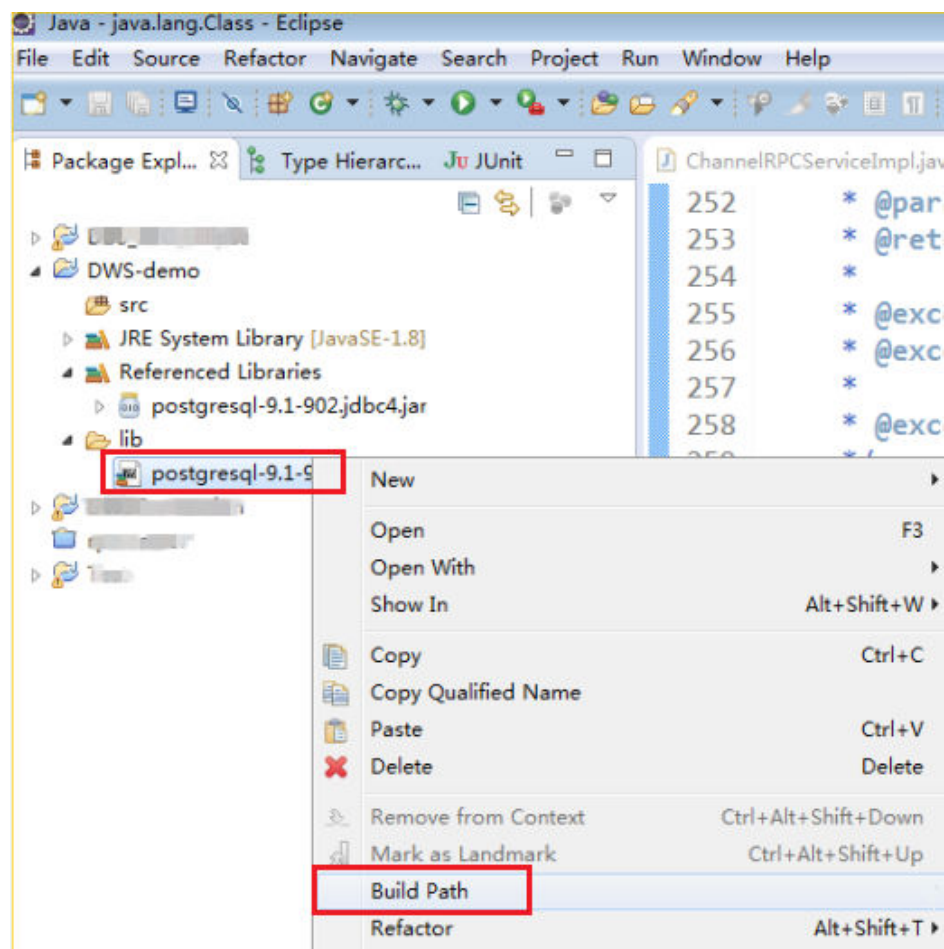 Java - java.lang.Class - Eclipse
File Edit Source Refactor Navigate Search Project Run Window Help
Package Expl... Type Hierarc... JUnit
ChannelRPCServiceImpl.jav
252 * @par
253 * @ret
DWS-demo
254 *
src
255 * @exc
JRE System Library [JavaSE-1.8]
256 * @exc
Referenced Libraries
257 *
postgresql-9.1-902.jdbc4.jar
258 * @exc
lib
postgresql-9.1-9
New
Open F3
Open With
Show In Alt+Shift+W
Copy Ctrl+C
Copy Qualified Name
Paste Ctrl+V
Delete Delete
Remove from Context Ctrl+Alt+Shift+Down
Mark as Landmark Ctrl+Alt+Shift+Up
Build Path
Refactor Alt+Shift+T